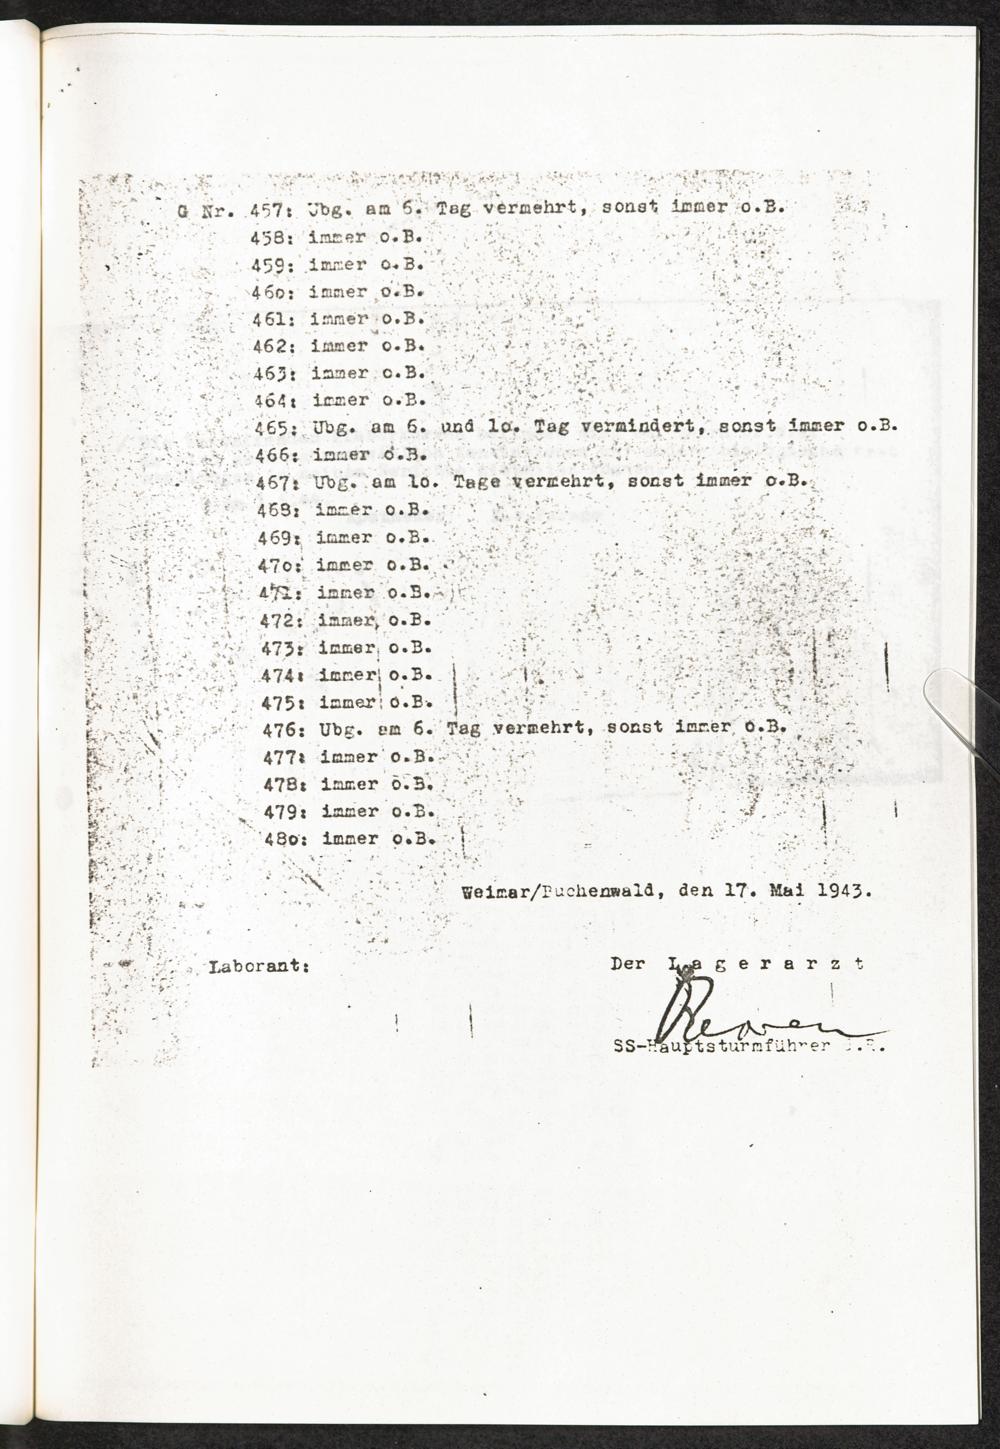 G Nr. 457: Ubg. am 6. Tag vermehrt, sonst immer o.B.
458: immer o.B.
459: immer o.B.
46o: immer o.B.
461: immer o.B.
462: immer o.B.
463: immer o.B.
464: immer o.B.
465: Ubg. am 6. und 1o. Tag vermindert, sonst immer o.B.
466: immer o.B.
467: Ubg. am 1o. Tage vermehrt, sonst immer o.B.
468: immer o.B.
469: immer o.B.
47o: immer o.B.
471: immer o.B.
472: immer o.B.
473: immer o.B.
474: immer o.B.
475: immer o.B.
476: Ubg. am 6. Tag vermehrt, sonst immer o.B.
477: immer o.B.
478: immer o.B.
479: immer o.B.
48o: immer o.B.
Weimar/Buchenwald, den 17. Mai 1943.
Laborant:
Der Lagerarzt
SS-Hauptsturmführer